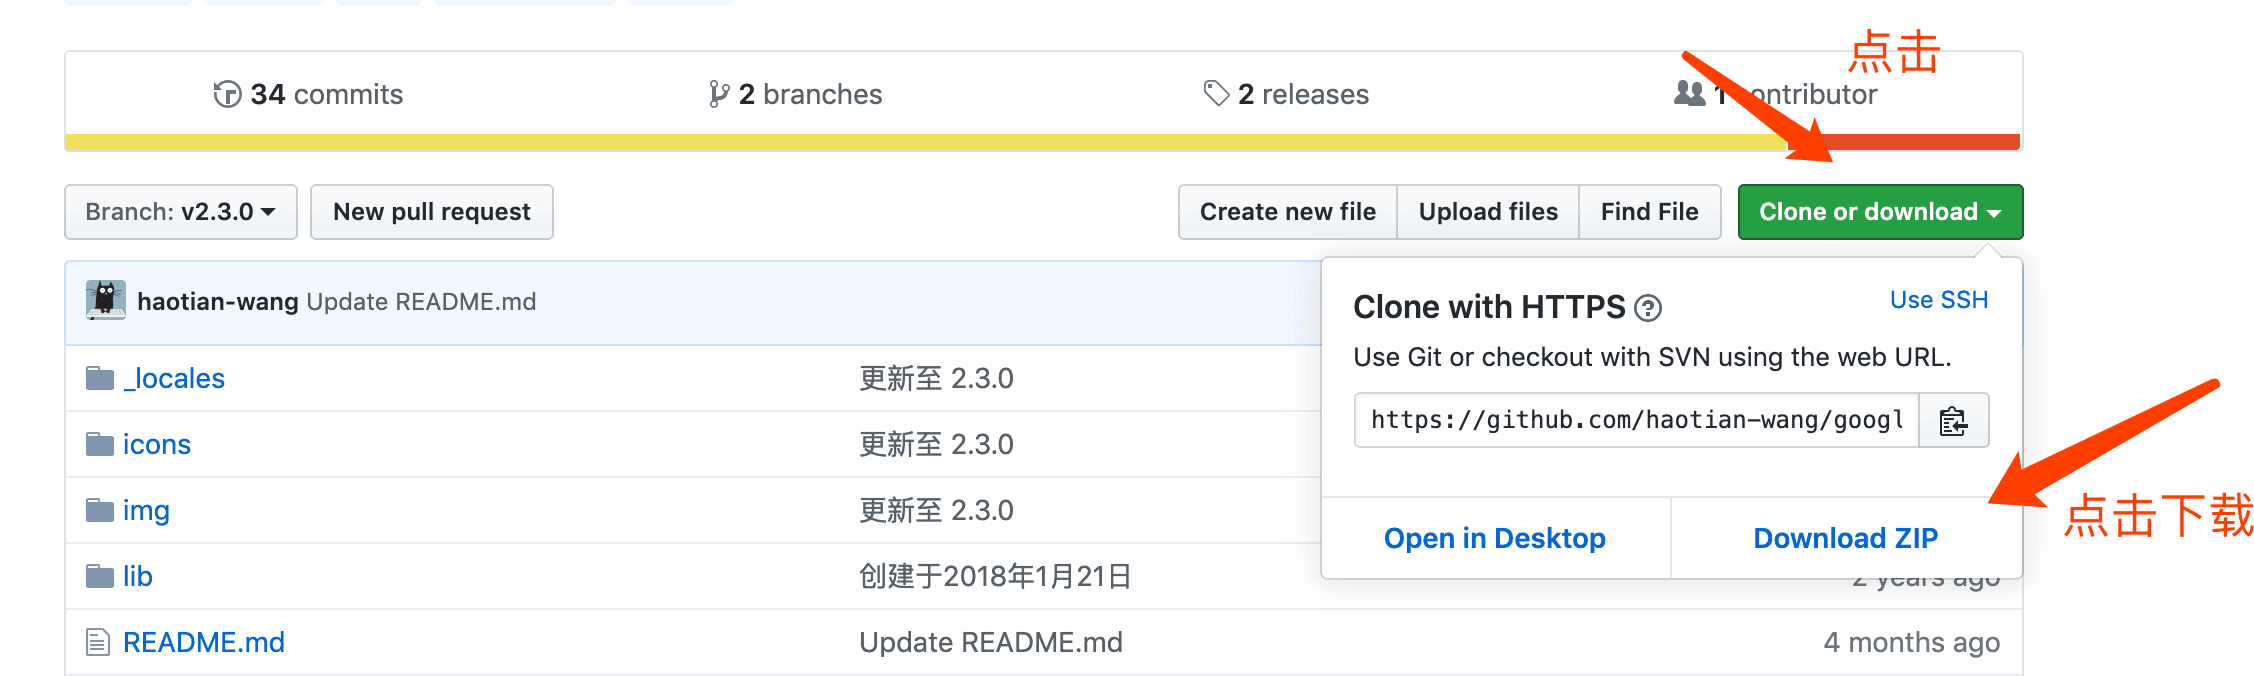 点击
34 commits
2 branches
2 releases
1 contributor
Branch: v2.3.0
New pull request
Create new file
Upload files
Find File
Clone or download
haotian-wang Update README.md
Clone with HTTPS
Use SSH
Use Git or checkout with SVN using the web URL.
https://github.com/haotian-wang/googl
点击下载
Open in Desktop
Download ZIP
_locales 更新至 2.3.0
icons 更新至 2.3.0
img 更新至 2.3.0
lib 创建于2018年1月21日 2 years ago
README.md Update README.md 4 months ago